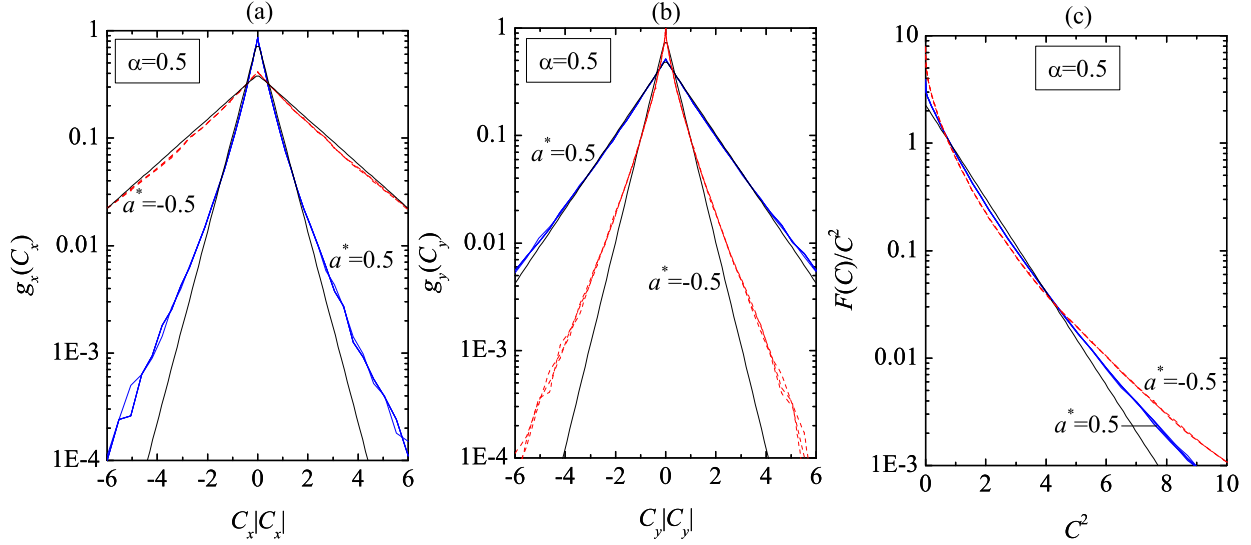 (a)
g_x(C_x)
1
0.1
0.01
1E-3
1E-4
α=0.5
a*=-0.5
a*=0.5
-6 -4 -2 0 2 4 6
C_x|C_x|
(b)
g_y(C_y)
1
0.1
0.01
1E-3
1E-4
α=0.5
a*=0.5
a*=-0.5
-6 -4 -2 0 2 4 6
C_y|C_y|
(c)
F(C)/C²
10
1
0.1
0.01
1E-3
α=0.5
a*=-0.5
a*=0.5
0 2 4 6 8 10
C²